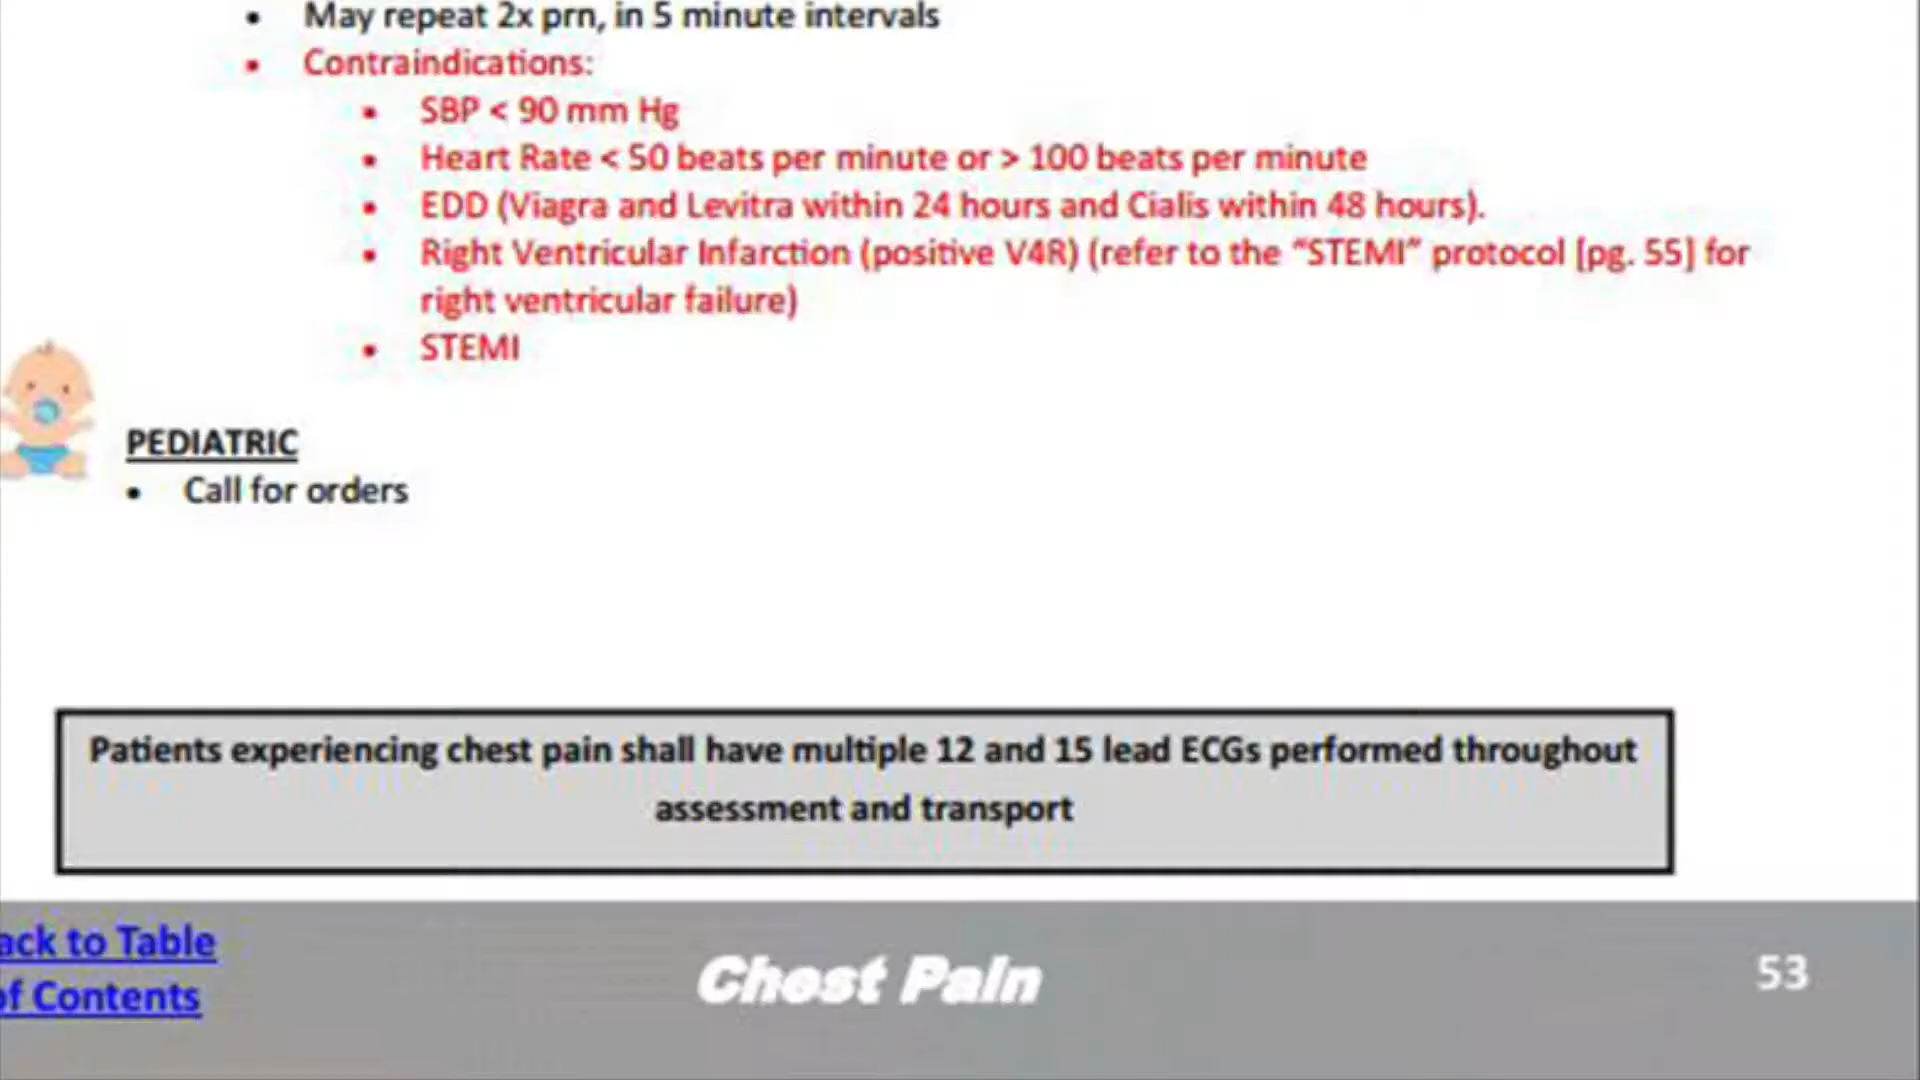 • May repeat 2x prn, in 5 minute intervals
• Contraindications:
• SBP < 90 mm Hg
• Heart Rate < 50 beats per minute or > 100 beats per minute
• EDD (Viagra and Levitra within 24 hours and Cialis within 48 hours).
• Right Ventricular Infarction (positive V4R) (refer to the “STEMI” protocol [pg. 55] for
right ventricular failure)
• STEMI
PEDIATRIC
• Call for orders
Patients experiencing chest pain shall have multiple 12 and 15 lead ECGs performed throughout
assessment and transport
ack to Table
of Contents
Chest Pain
53